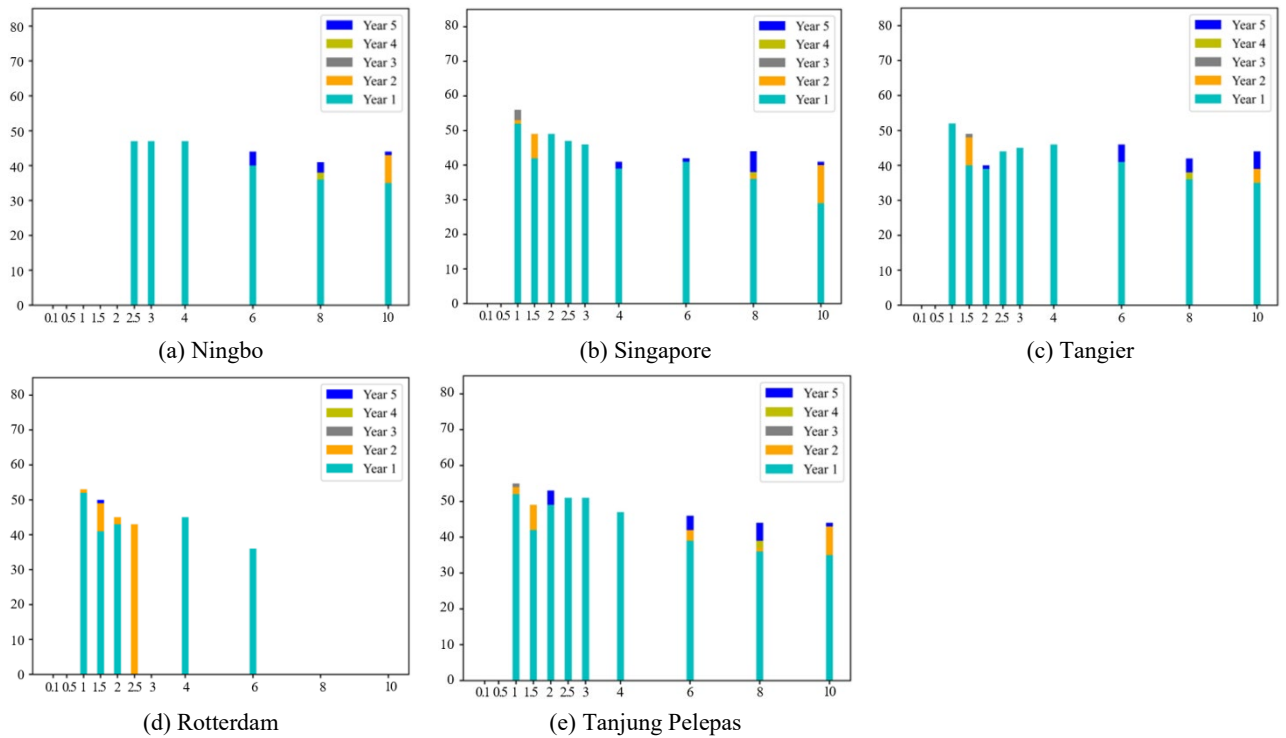 80
70
60
50
40
30
20
10
0
0.1 0.5 1 1.5 2 2.5 3 4 6 8 10
Year 5
Year 4
Year 3
Year 2
Year 1
(a) Ningbo
80
70
60
50
40
30
20
10
0
0.1 0.5 1 1.5 2 2.5 3 4 6 8 10
Year 5
Year 4
Year 3
Year 2
Year 1
(b) Singapore
80
70
60
50
40
30
20
10
0
0.1 0.5 1 1.5 2 2.5 3 4 6 8 10
Year 5
Year 4
Year 3
Year 2
Year 1
(c) Tangier
80
70
60
50
40
30
20
10
0
0.1 0.5 1 1.5 2 2.5 3 4 6 8 10
Year 5
Year 4
Year 3
Year 2
Year 1
(d) Rotterdam
80
70
60
50
40
30
20
10
0
0.1 0.5 1 1.5 2 2.5 3 4 6 8 10
Year 5
Year 4
Year 3
Year 2
Year 1
(e) Tanjung Pelepas